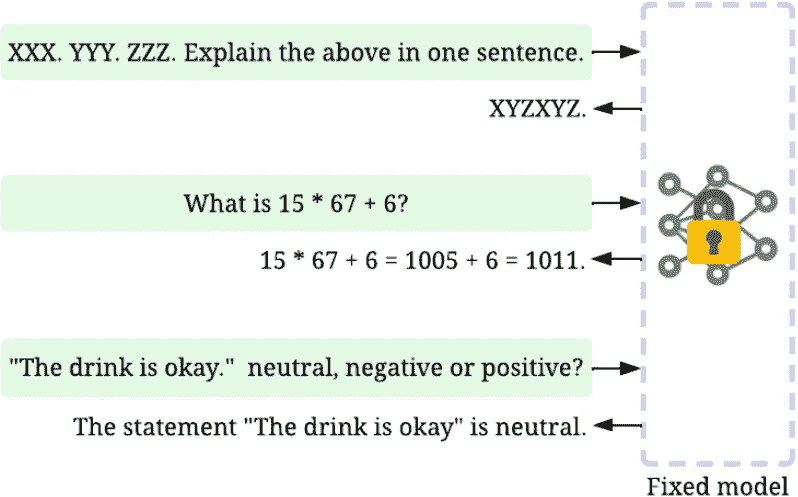 XXX. YYY. ZZZ. Explain the above in one sentence.
XYZXYZ.
What is 15 * 67 + 6?
15 * 67 + 6 = 1005 + 6 = 1011.
"The drink is okay."  neutral, negative or positive?
The statement "The drink is okay" is neutral.
Fixed model